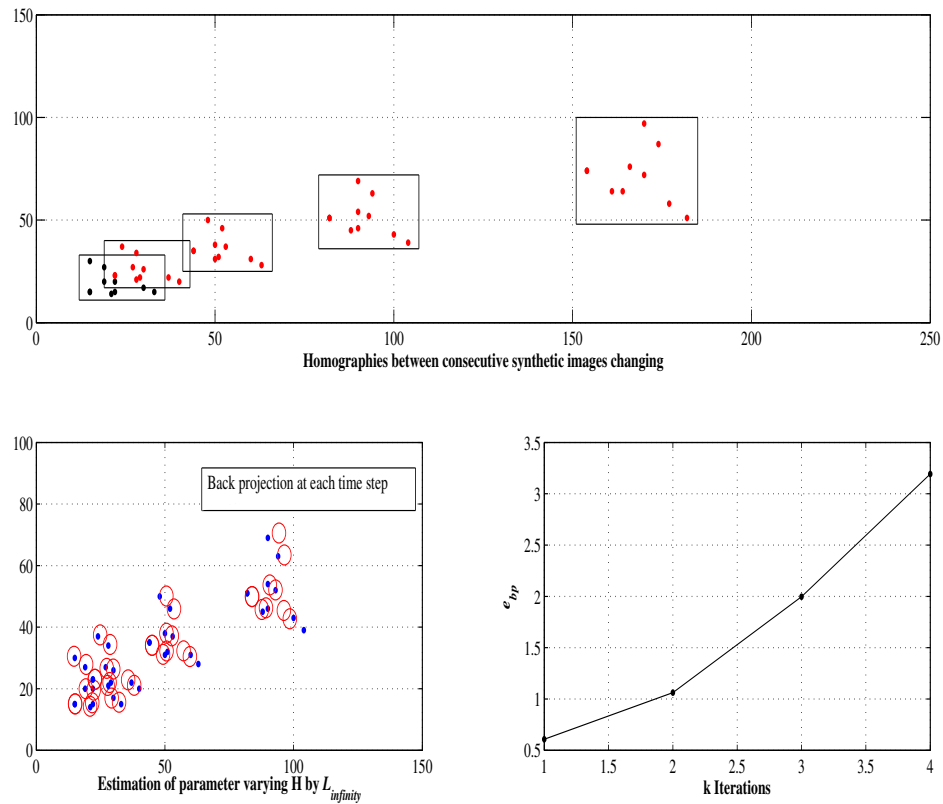 150
100
50
0
0 50 100 150 200 250
Homographies between consecutive synthetic images changing
100
80
60
40
20
0
0 50 100 150
Back projection at each time step
Estimation of parameter varying H by L_infinity
3.5
3
2.5
2
1.5
1
0.5
1 1.5 2 2.5 3 3.5 4
e_bp
k Iterations